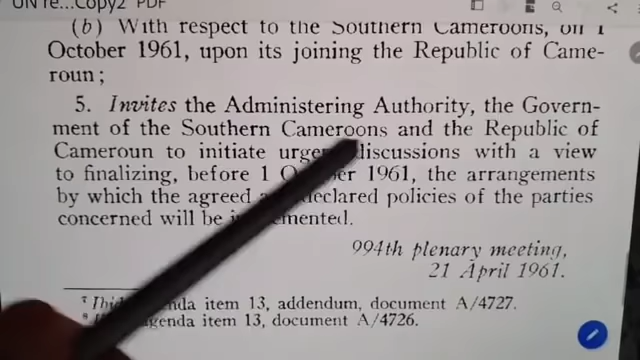 UN re...Copy2 PDF
(b) With respect to the Southern Cameroons, on 1
October 1961, upon its joining the Republic of Came-
roun;
5. Invites the Administering Authority, the Govern-
ment of the Southern Cameroons and the Republic of
Cameroun to initiate discussions with a view
to finalizing, before 1 1961, the arrangements
by which the agreed declared policies of the parties
concerned will be
994th plenary meeting,
21 April 1961.
item 13, addendum, document A/4727.
item 13, document A/4726.